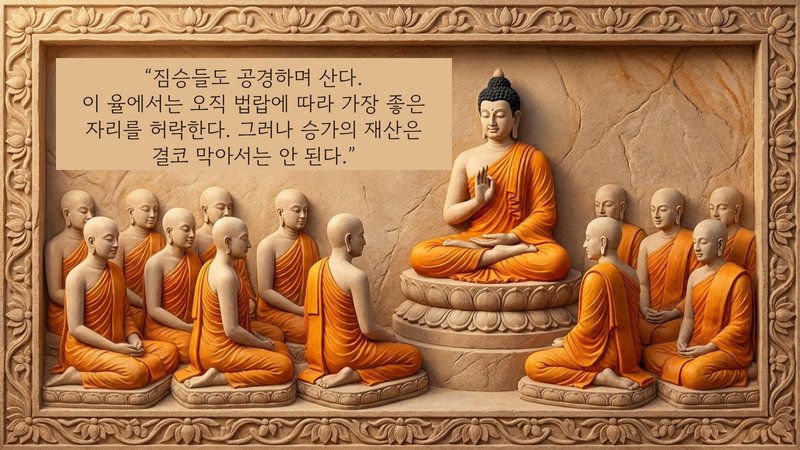 “짐승들도 공경하며 산다.
이 율에서는 오직 법랍에 따라 가장 좋은
자리를 허락한다. 그러나 승가의 재산은
결코 막아서는 안 된다.”